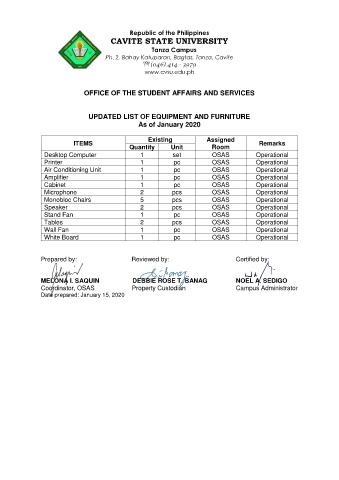 Republic of the Philippines
CAVITE STATE UNIVERSITY
Tanza Campus
Ph. 2, Bahay Katuparan, Bagtas, Tanza, Cavite
(046) 414 - 3979
www.cvsu.edu.ph
OFFICE OF THE STUDENT AFFAIRS AND SERVICES
UPDATED LIST OF EQUIPMENT AND FURNITURE
As of January 2020
ITEMS Existing Assigned Room Remarks
Quantity Unit
Desktop Computer 1 set OSAS Operational
Printer 1 pc OSAS Operational
Air Conditioning Unit 1 pc OSAS Operational
Amplifier 1 pc OSAS Operational
Cabinet 1 pc OSAS Operational
Microphone 2 pcs OSAS Operational
Monobloc Chairs 5 pcs OSAS Operational
Speaker 2 pcs OSAS Operational
Stand Fan 1 pc OSAS Operational
Tables 2 pcs OSAS Operational
Wall Fan 1 pc OSAS Operational
White Board 1 pc OSAS Operational
Prepared by: Reviewed by: Certified by:
MELONA I. SAQUIN DEBBIE ROSE T. BANAG NOEL A. SEDIGO
Coordinator, OSAS Property Custodian Campus Administrator
Date prepared: January 15, 2020